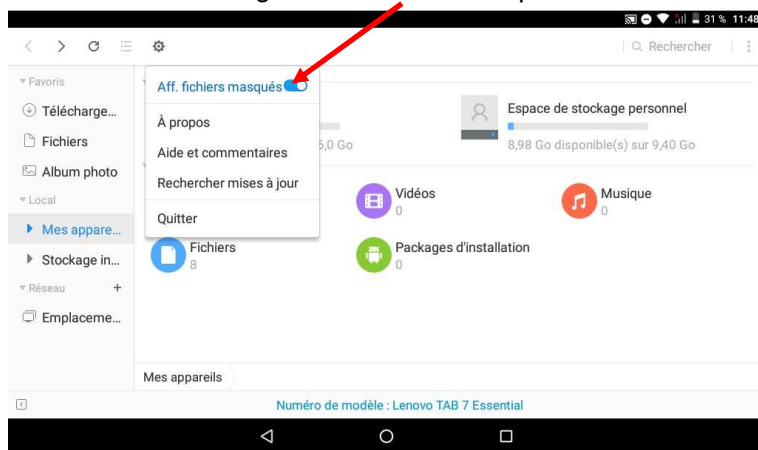 31 % 11:48
Rechercher
Favoris
Télécharge...
Fichiers
Album photo
Local
Mes appare...
Stockage in...
Réseau +
Emplaceme...
Aff. fichiers masqués
À propos
Aide et commentaires
Rechercher mises à jour
Quitter
6,0 Go
Espace de stockage personnel
8,98 Go disponible(s) sur 9,40 Go
Vidéos
0
Musique
0
Fichiers
8
Packages d'installation
0
Mes appareils
Numéro de modèle : Lenovo TAB 7 Essential